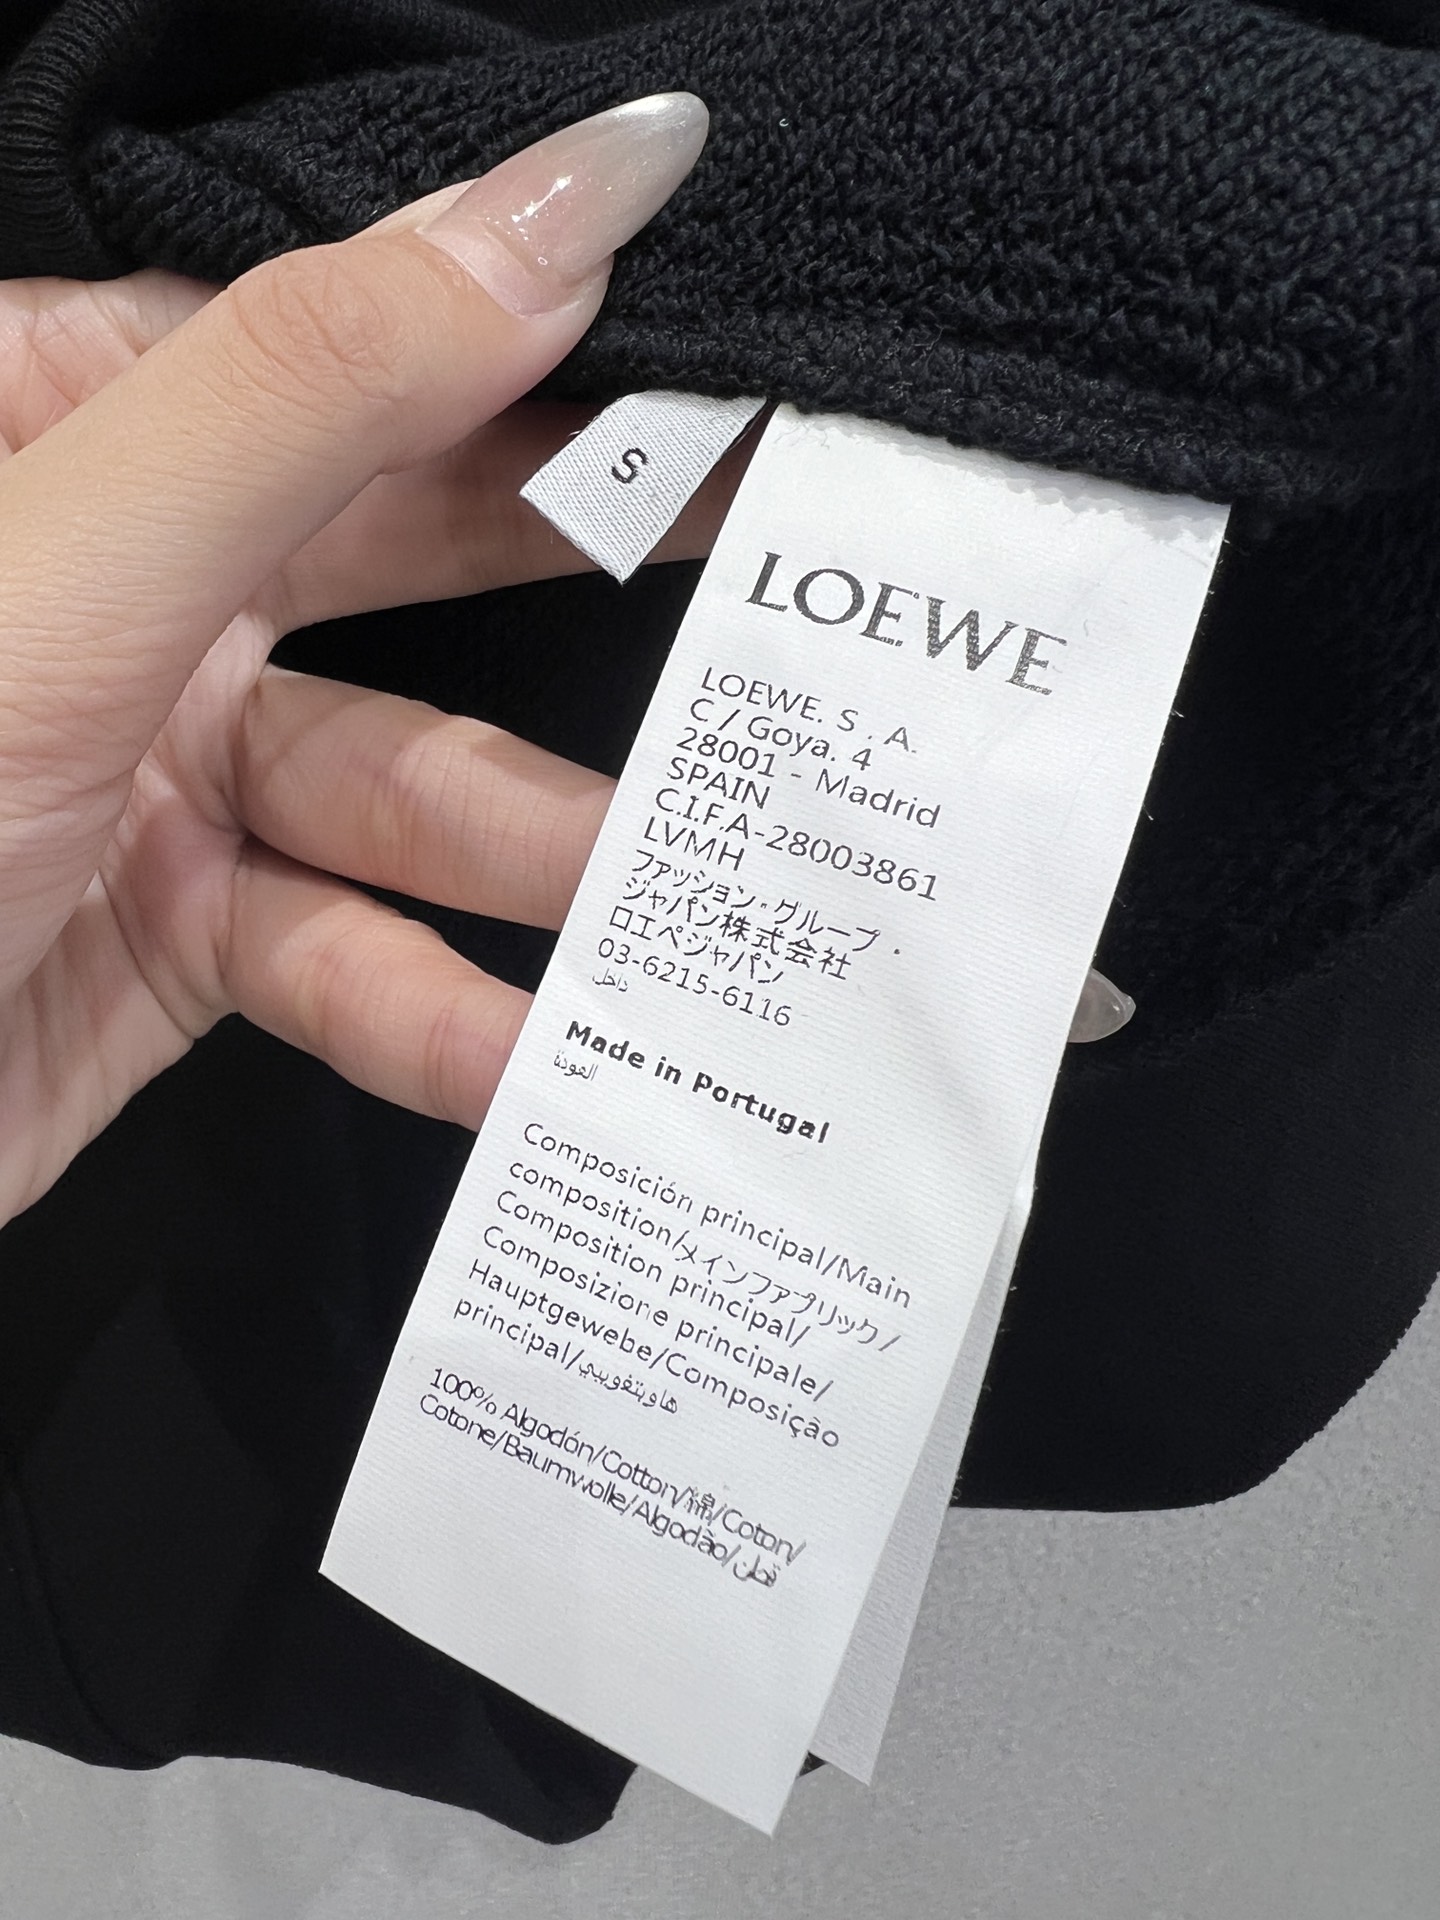 S
LOEWE
LOEWE. S . A.
C / Goya. 4
28001 - Madrid
SPAIN
C.I.F.A-28003861
LVMH
ファッション・グループ・
ジャパン株式会社
ロエベジャパン
03-6215-6116
داخل
Made in Portugal
العودة
Composición principal/Main
composition/メインファブリック/
Composition principal/
Composizione principale/
Hauptgewebe/Composição
principal/
100% Algodón/Cotton/綿/Coton/
Cotone/Baumwolle/Algodão/قطن